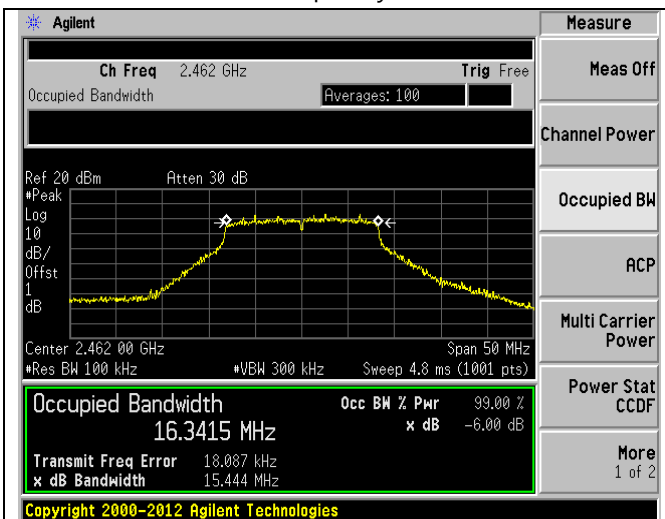 Agilent
Measure
Ch Freq 2.462 GHz Trig Free
Occupied Bandwidth Averages: 100
Ref 20 dBm Atten 30 dB
#Peak
Log
10
dB/
Offst
1
dB
Center 2.462 00 GHz Span 50 MHz
#Res BW 100 kHz #VBW 300 kHz Sweep 4.8 ms (1001 pts)
Occupied Bandwidth Occ BW % Pwr 99.00 %
16.3415 MHz x dB -6.00 dB
Transmit Freq Error 18.087 kHz
x dB Bandwidth 15.444 MHz
Meas Off
Channel Power
Occupied BW
ACP
Multi Carrier
Power
Power Stat
CCDF
More
1 of 2
Copyright 2000-2012 Agilent Technologies